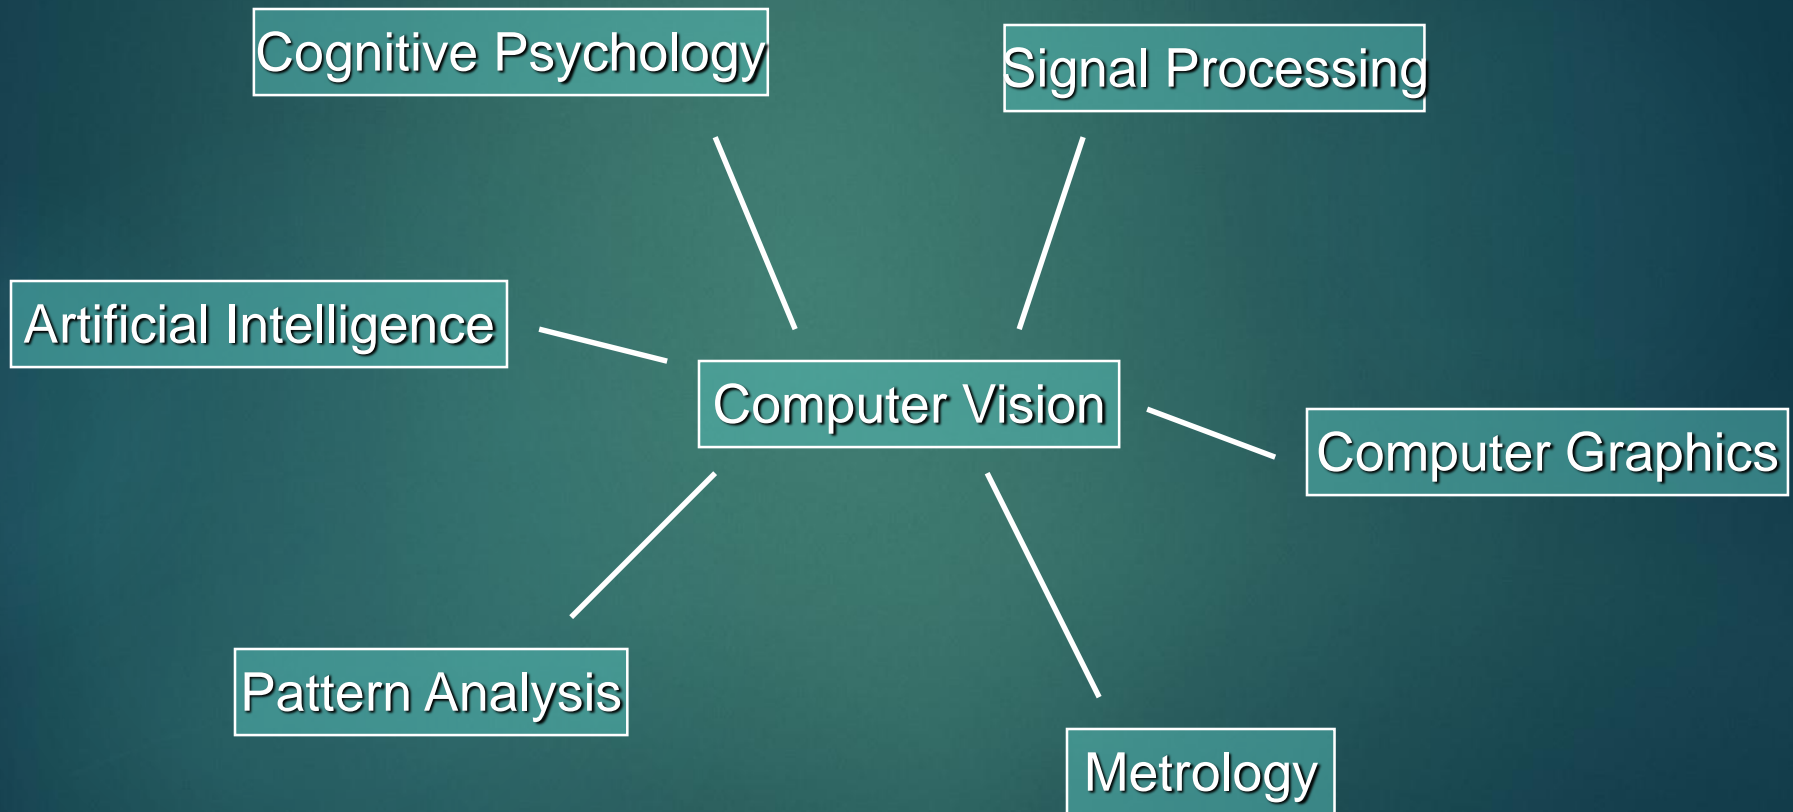 Cognitive Psychology
Signal Processing
Artificial Intelligence
Computer Vision
Computer Graphics
Pattern Analysis
Metrology